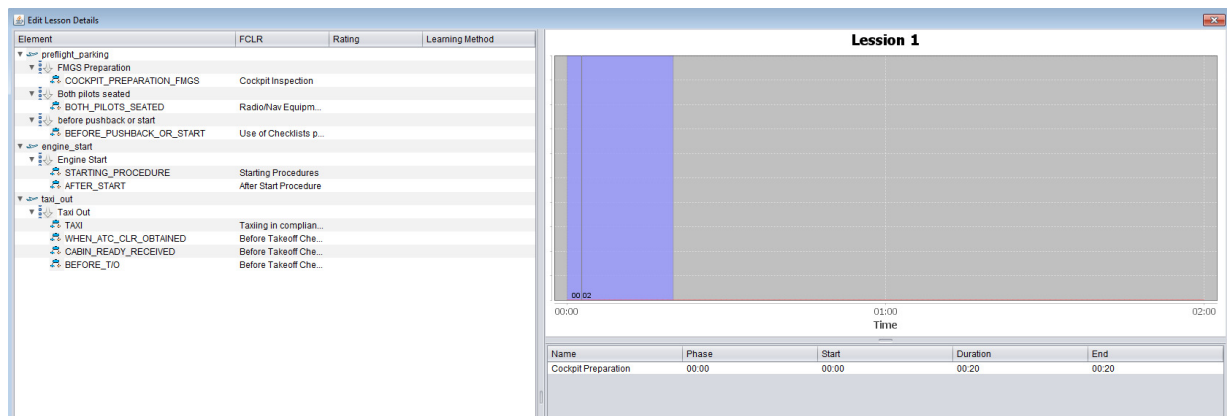 Edit Lesson Details
Element FCLR Rating Learning Method
preflight_parking
FMGS Preparation
COCKPIT_PREPARATION_FMGS Cockpit Inspection
Both pilots seated
BOTH_PILOTS_SEATED Radio/Nav Equipm...
before pushback or start
BEFORE_PUSHBACK_OR_START Use of Checklists p...
engine_start
Engine Start
STARTING_PROCEDURE Starting Procedures
AFTER_START After Start Procedure
taxi_out
Taxi Out
TAXI Taxiing in complian...
WHEN_ATC_CLR_OBTAINED Before Takeoff Che...
CABIN_READY_RECEIVED Before Takeoff Che...
BEFORE_T/O Before Takeoff Che...
Lession 1
00:02
00:00 01:00 02:00
Time
Name Phase Start Duration End
Cockpit Preparation 00:00 00:00 00:20 00:20